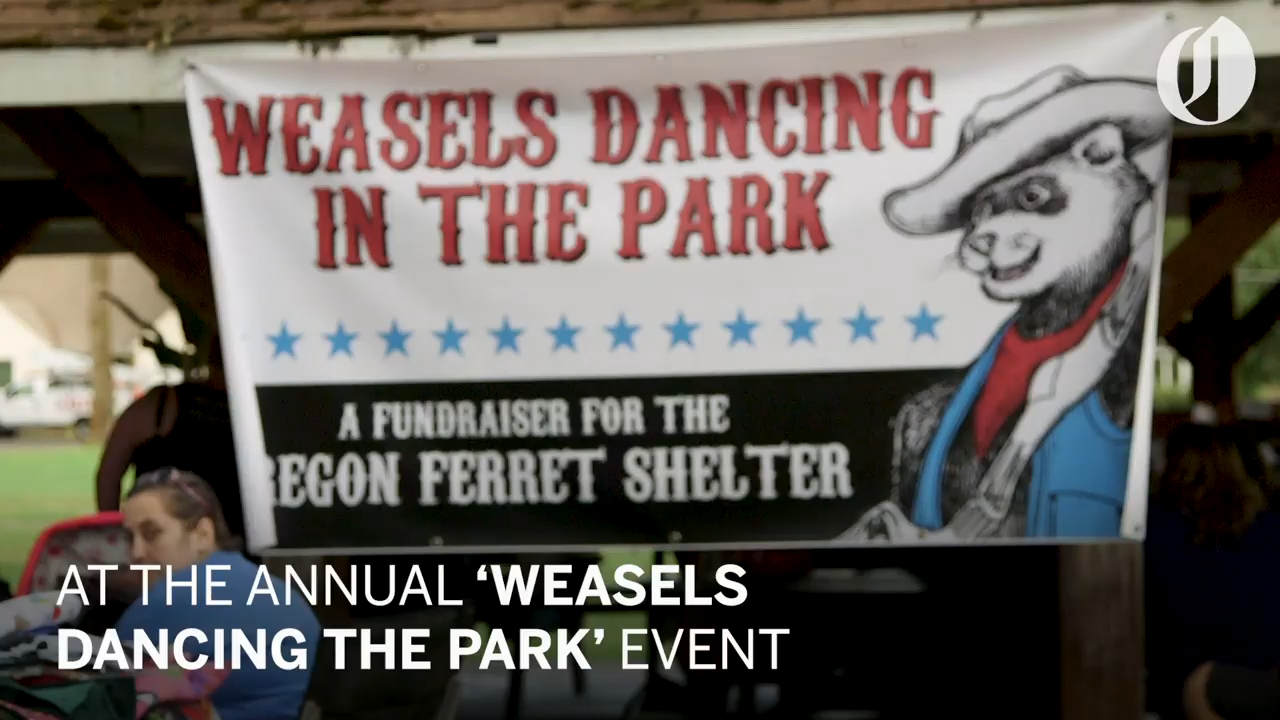 WEASELS DANCING
IN THE PARK
A FUNDRAISER FOR THE
REGON FERRET SHELTER
AT THE ANNUAL ‘WEASELS
DANCING THE PARK’ EVENT